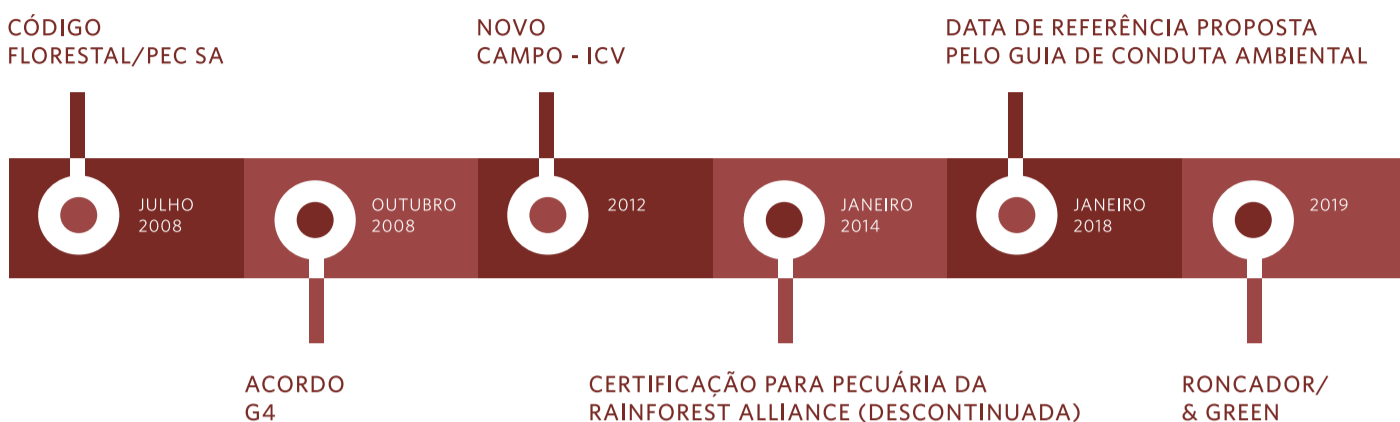 CÓDIGO
FLORESTAL/PEC SA
NOVO
CAMPO - ICV
DATA DE REFERÊNCIA PROPOSTA
PELO GUIA DE CONDUTA AMBIENTAL
JULHO
2008
OUTUBRO
2008
2012
JANEIRO
2014
JANEIRO
2018
2019
ACORDO
G4
CERTIFICAÇÃO PARA PECUÁRIA DA
RAINFOREST ALLIANCE (DESCONTINUADA)
RONCADOR/
& GREEN